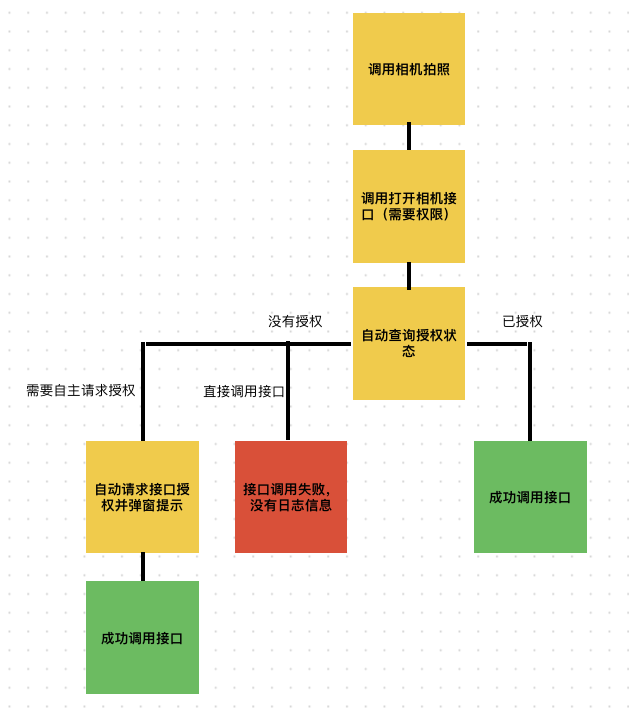 调用相机拍照
调用打开相机接
口（需要权限）
自动查询授权状
态
没有授权
已授权
需要自主请求授权
直接调用接口
自动请求接口授
权并弹窗提示
接口调用失败，
没有日志信息
成功调用接口
成功调用接口